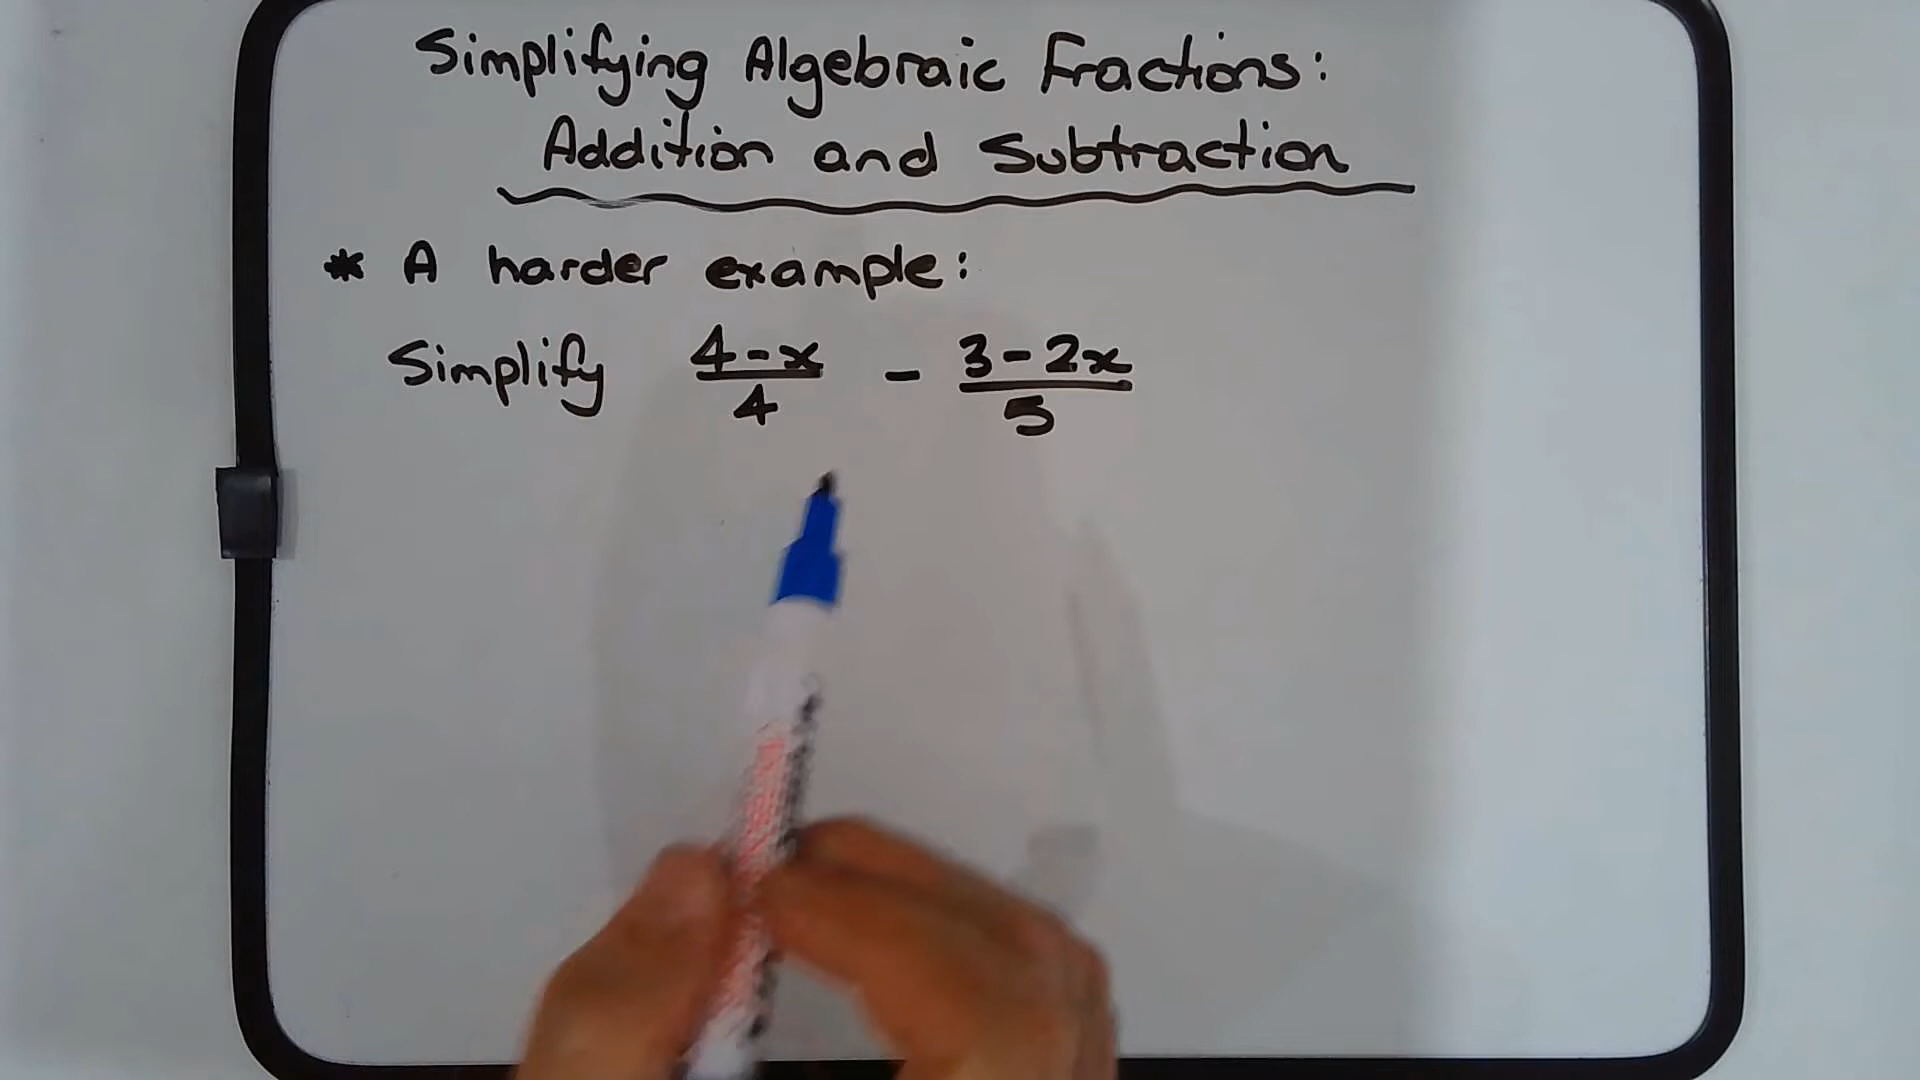 Simplifying Algebraic Fractions:
Addition and Subtraction
* A harder example:
Simplify (4-x)/4 - (3-2x)/5